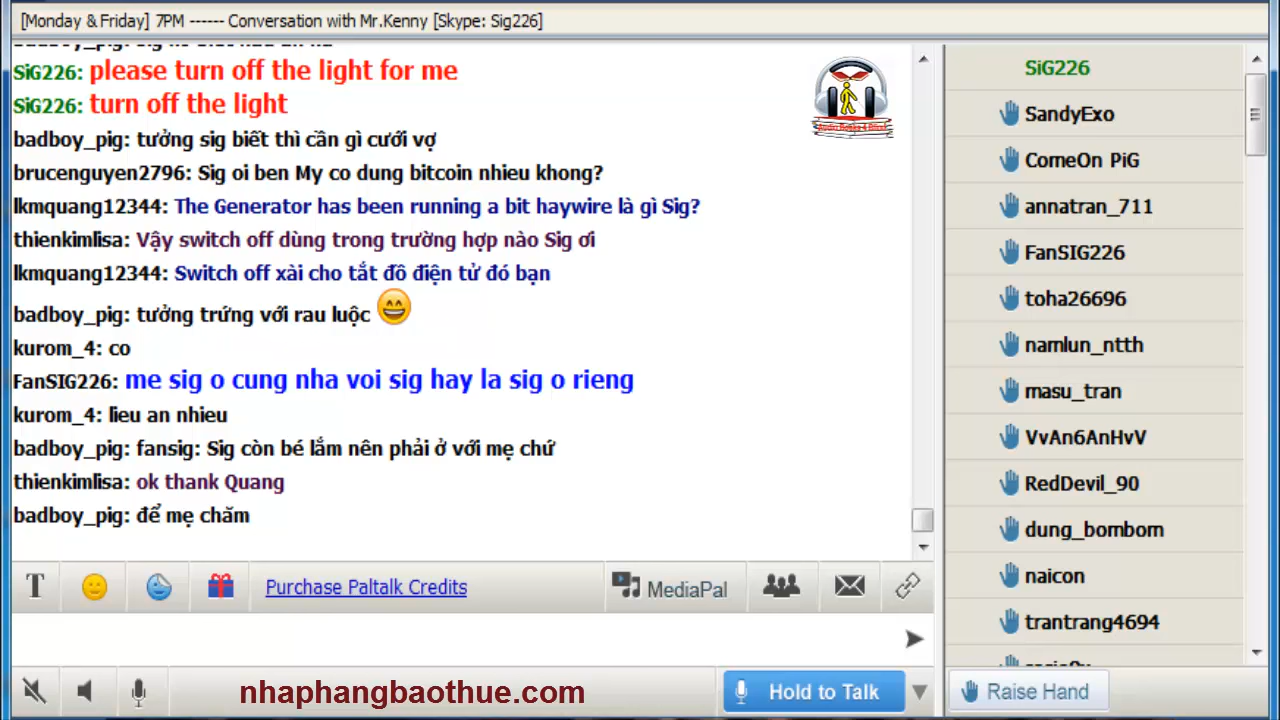 [Monday & Friday] 7PM ------ Conversation with Mr.Kenny [Skype: Sig226]
SiG226: please turn off the light for me
SiG226: turn off the light
badboy_pig: tưởng sig biết thì cần gì cưới vợ
brucenguyen2796: Sig oi ben My co dung bitcoin nhieu khong?
lkmquang12344: The Generator has been running a bit haywire là gì Sig?
thienkimlisa: Vậy switch off dùng trong trường hợp nào Sig ơi
lkmquang12344: Switch off xài cho tắt đồ điện tử đó bạn
badboy_pig: tưởng trứng với rau luộc
kurom_4: co
FanSIG226: me sig o cung nha voi sig hay la sig o rieng
kurom_4: lieu an nhieu
badboy_pig: fansig: Sig còn bé lắm nên phải ở với mẹ chứ
thienkimlisa: ok thank Quang
badboy_pig: để mẹ chăm
SiG226
SandyExo
ComeOn PiG
annatran_711
FanSIG226
toha26696
namlun_ntth
masu_tran
VvAn6AnHvV
RedDevil_90
dung_bombom
naicon
trantrang4694
T
Purchase Paltalk Credits
MediaPal
nhaphangbaothue.com
Hold to Talk
Raise Hand